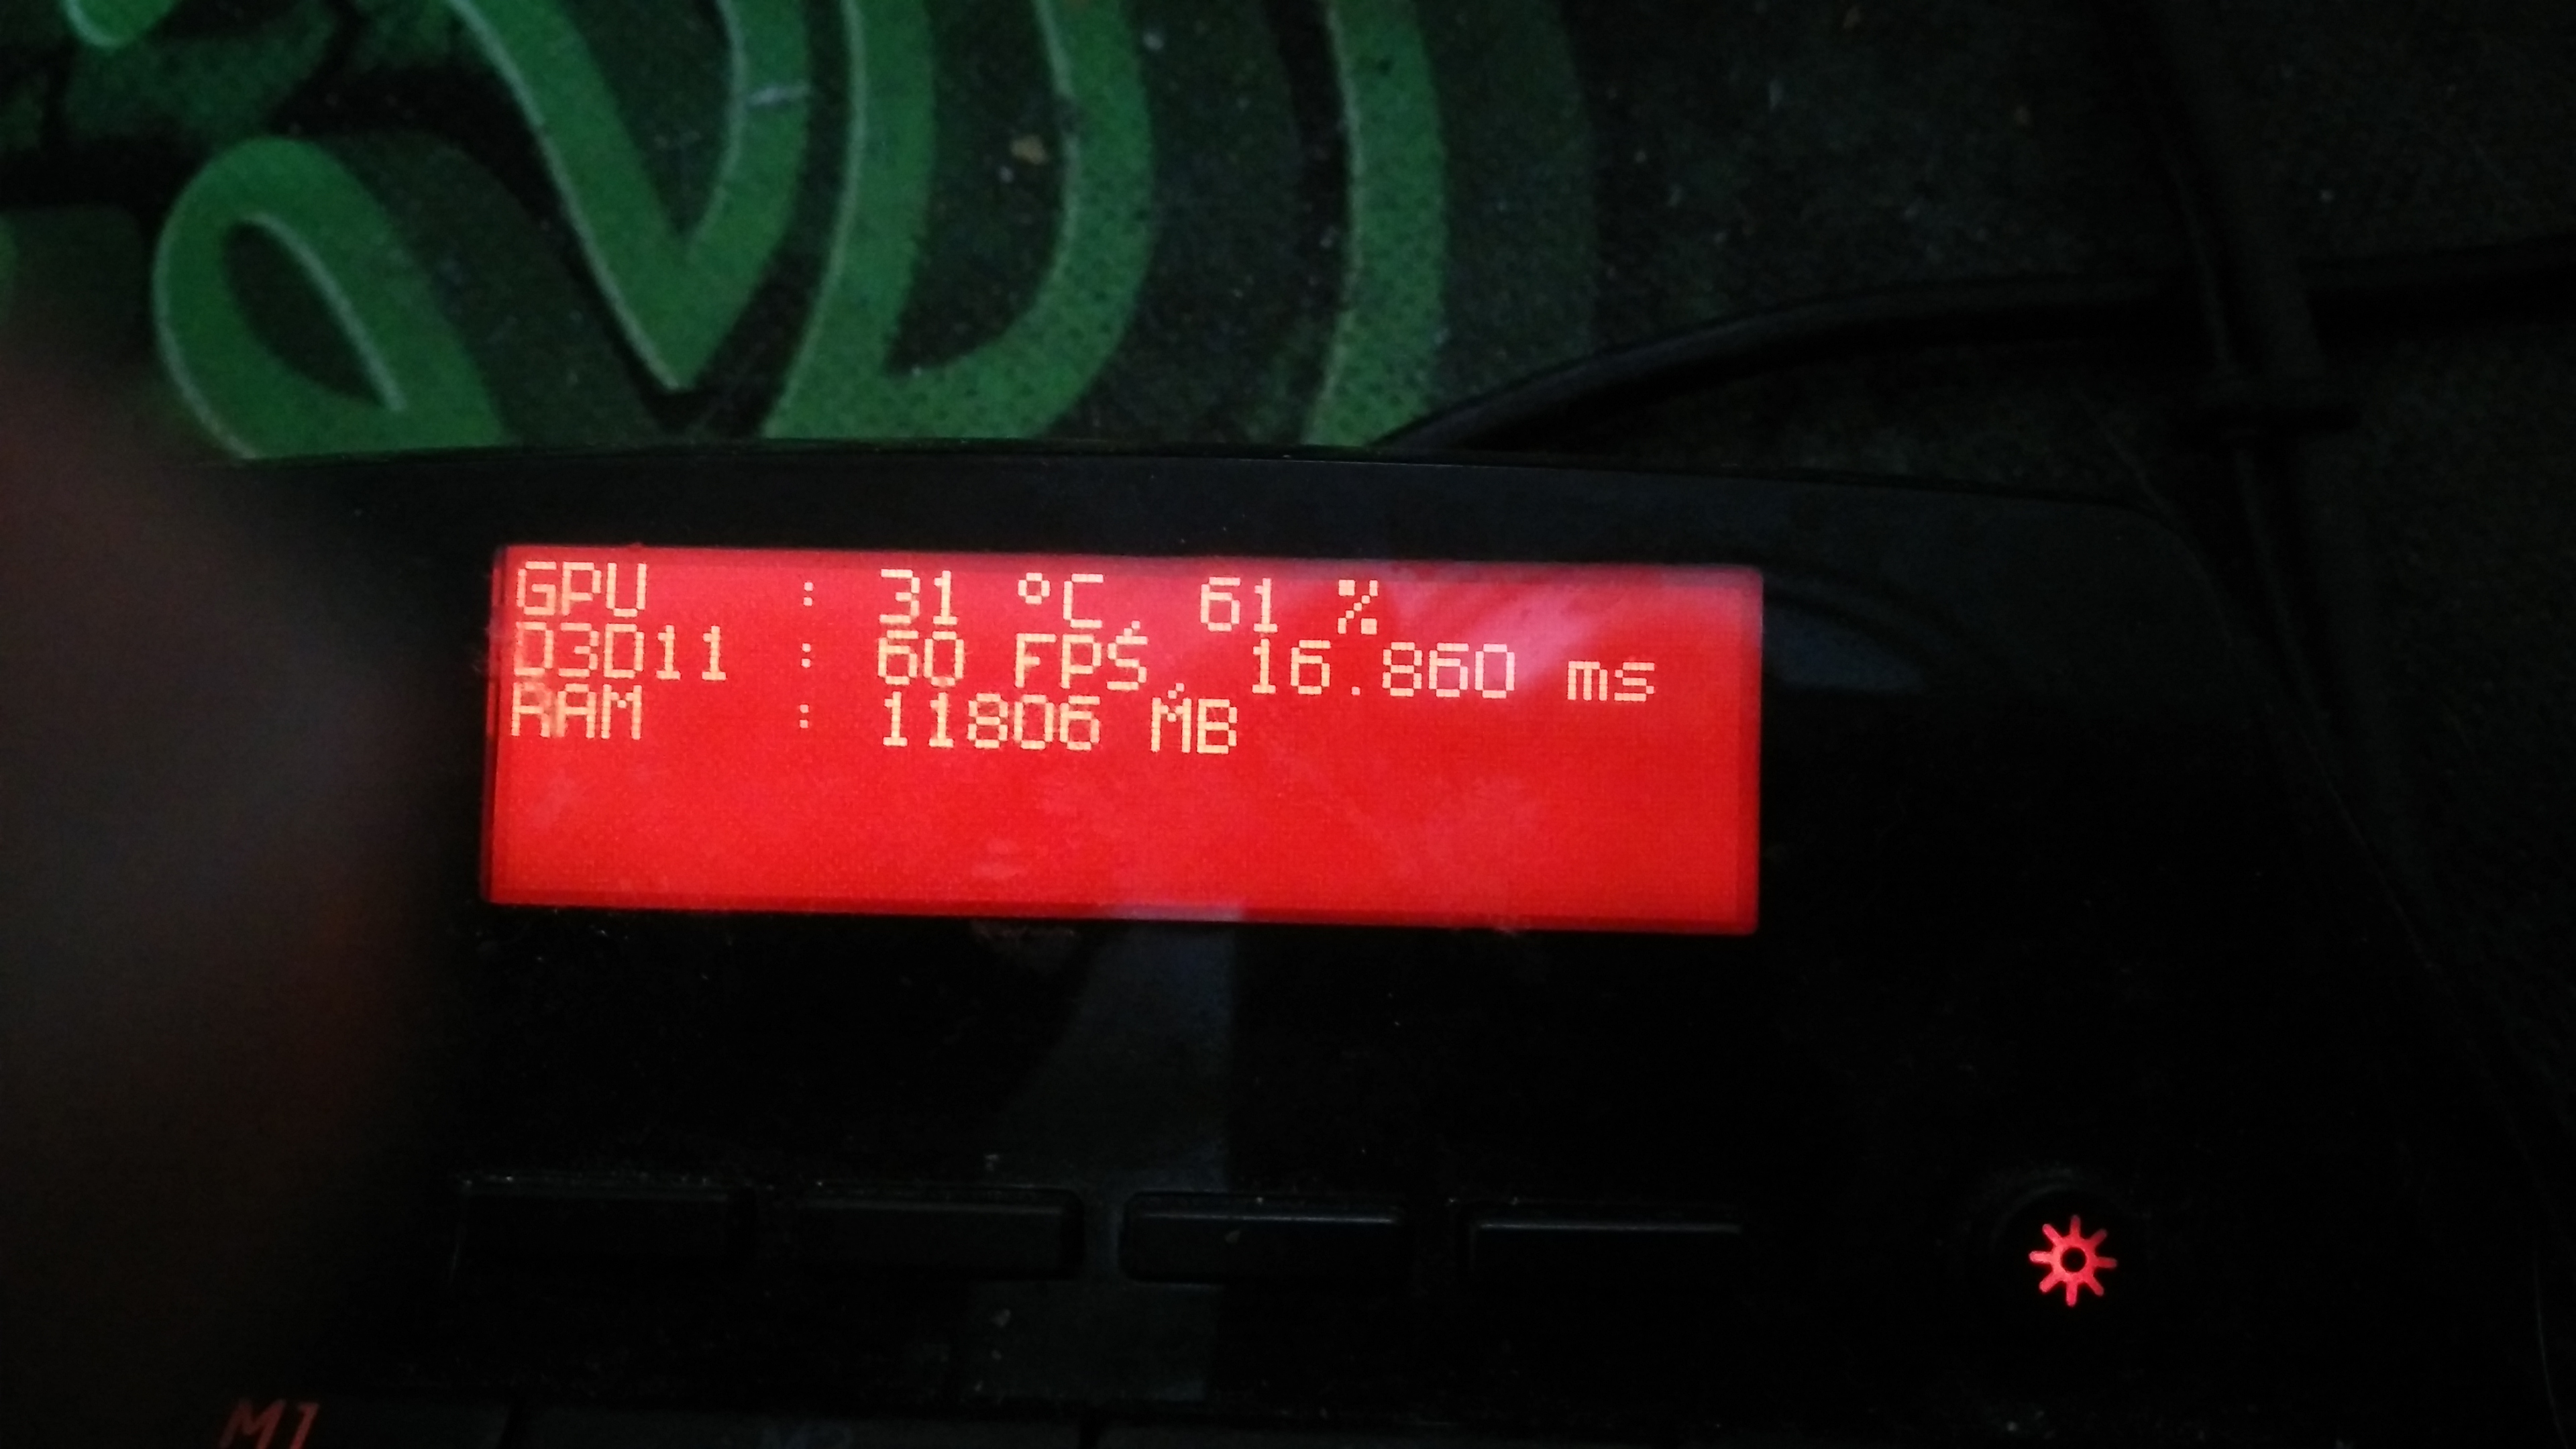 GPU : 31 °C, 61 %
D3D11 : 60 FPS, 16.860 ms
RAM : 11806 MB
M1